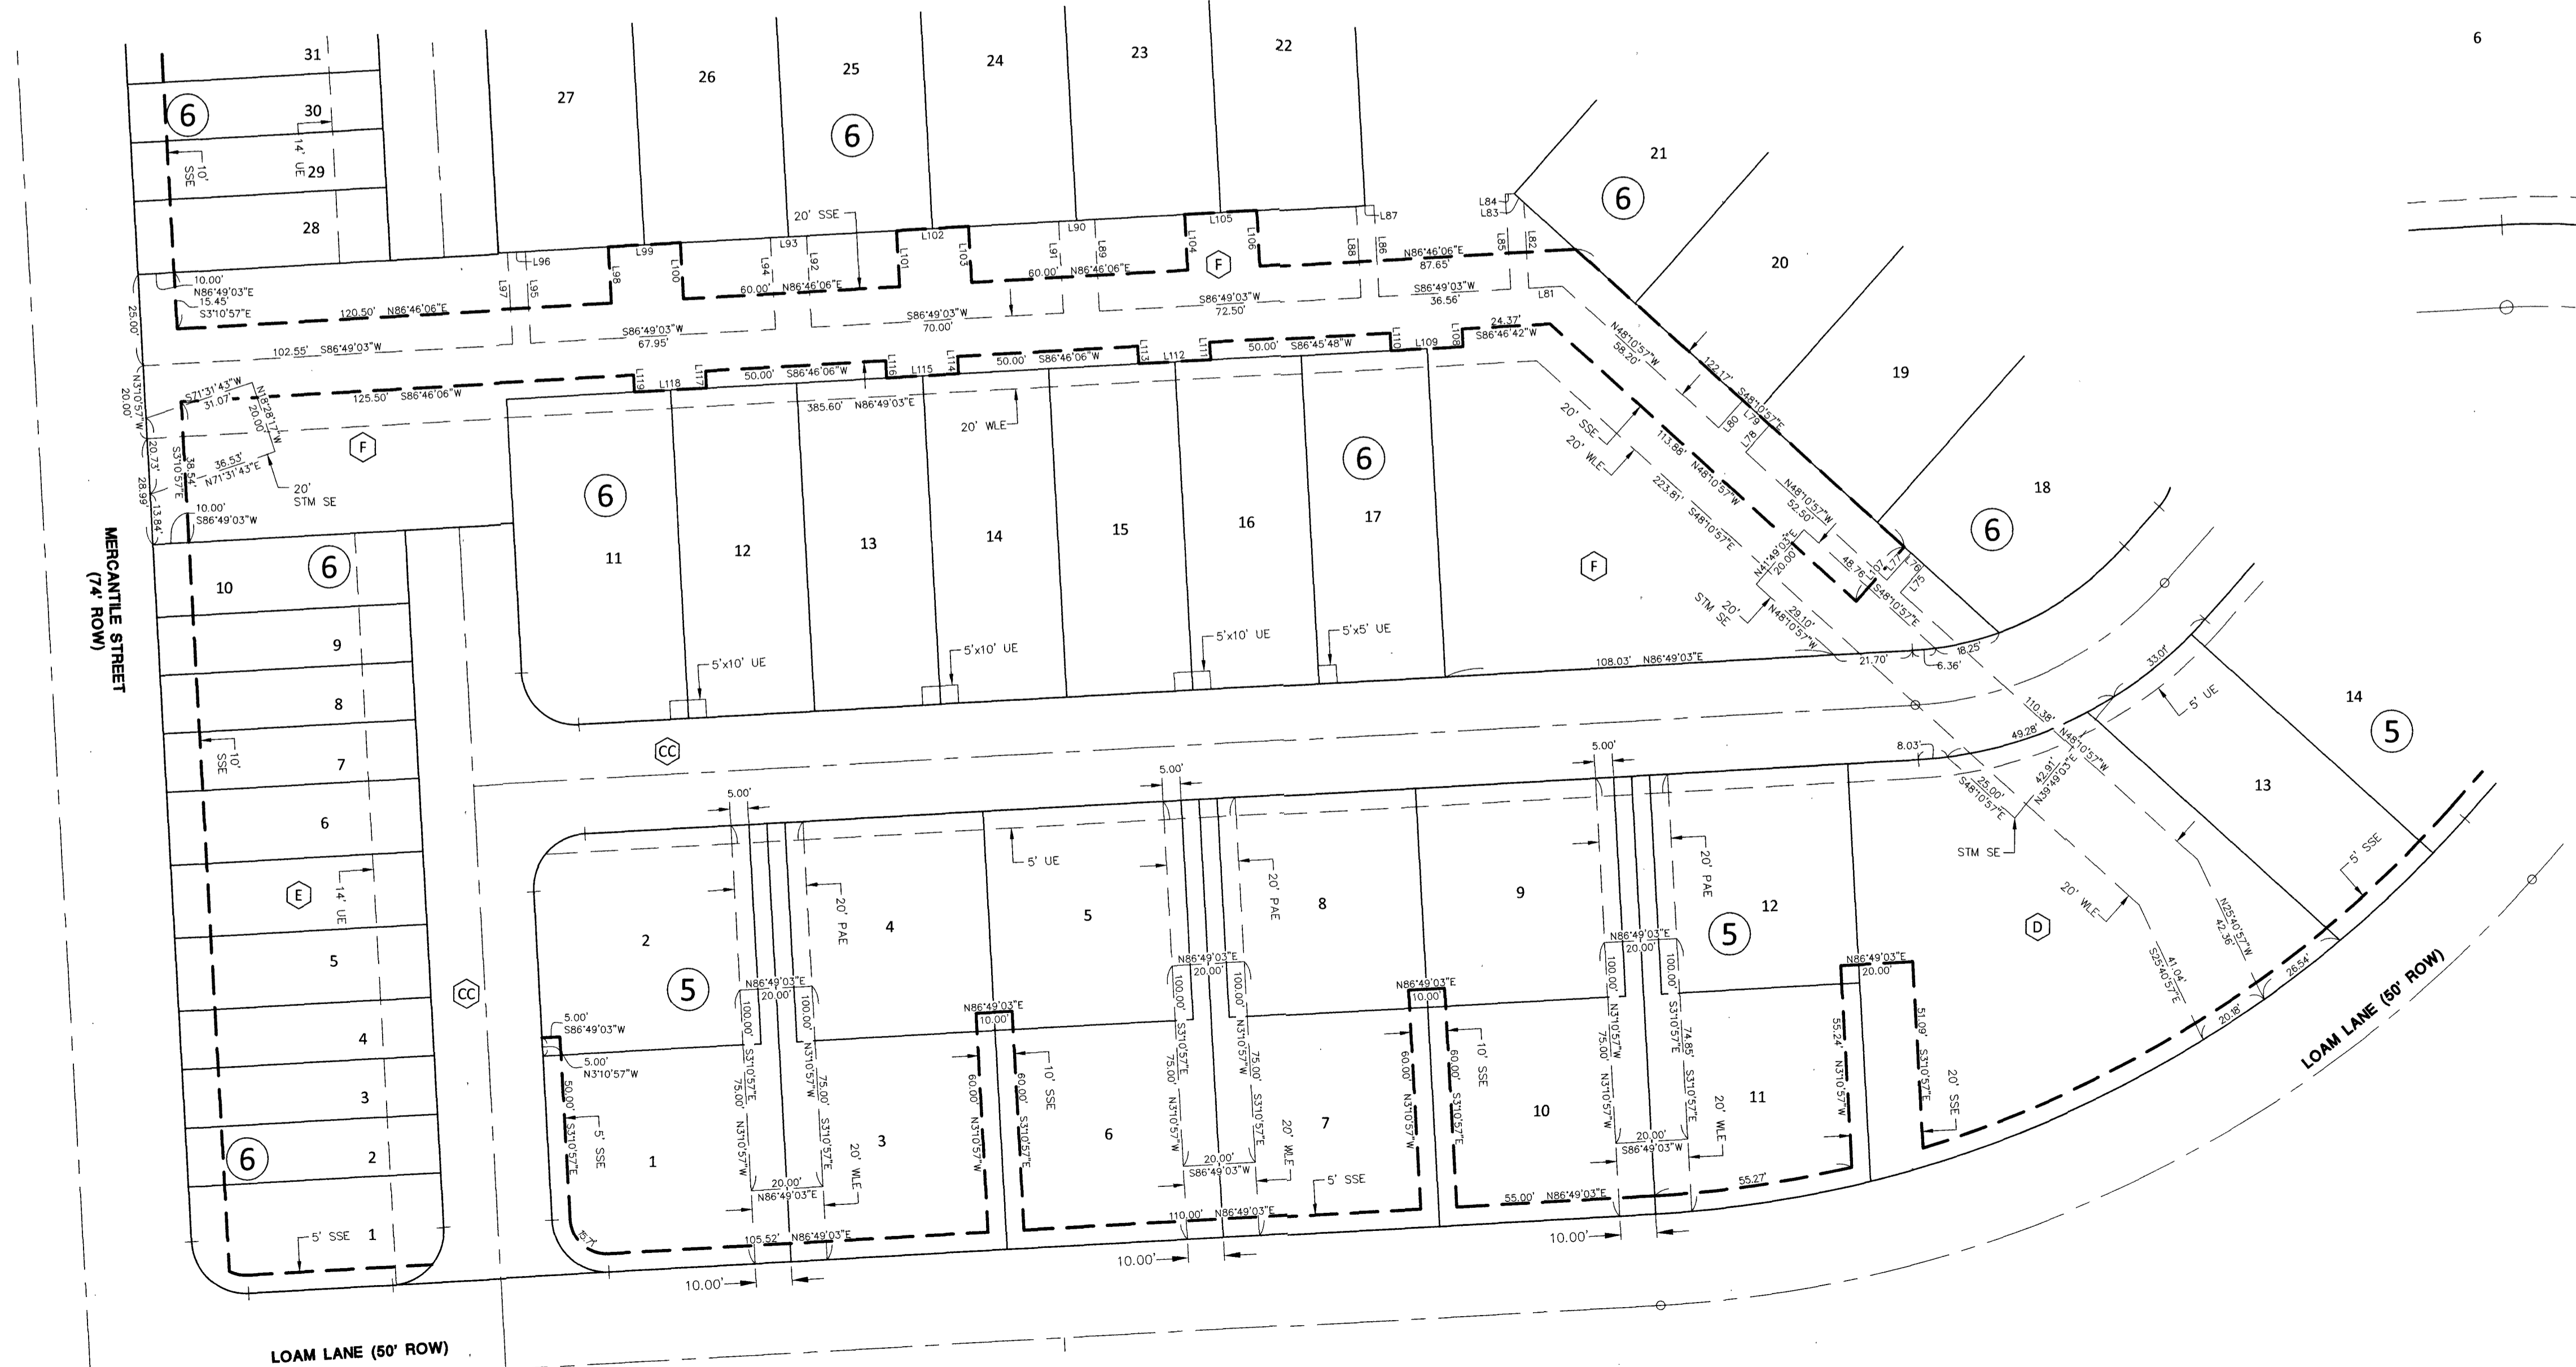 6
31
30
29
28
6
10'
SSE
14' UE
27
26
25
24
23
22
6
20' SSE
L99
L98
L100
L93
L94
L92
L102
L101
L103
L90
L91
L89
L105
L104
L106
L87
L88
L86
L84
L83
L85
L82
L81
L96
L97
L95
21
6
20
19
18
6
10.00'
N86°49'03"E
15.45'
S3°10'57"E
25.00'
120.50' N86°46'06"E
60.00' N86°46'06"E
60.00' N86°46'06"E
F
N86°46'06"E
87.65'
102.55' S86°49'03"W
S86°49'03"W
67.95'
S86°49'03"W
70.00'
S86°49'03"W
72.50'
S86°49'03"W
36.56'
N48°10'57"W
58.20'
122.17' S48°10'57"E
L80
L79
L78
N3°10'57"W
20.00'
S71°31'43"W
31.07'
N18°28'17"W
20.00'
125.50' S86°46'06"W
L119
L118
L117
50.00' S86°46'06"W
L116
L115
L114
50.00' S86°46'06"W
L113
L112
L111
50.00' S86°45'48"W
L110
L109
L108
24.37'
S86°46'42"W
385.60' N86°49'03"E
20' WLE
F
20.73'
28.99'
13.84'
S3°10'57"E
38.54'
36.53'
N71°31'43"E
20'
STM SE
10.00'
S86°49'03"W
20' SSE
20' WLE
113.88' N48°10'57"W
223.81' S48°10'57"E
N48°10'57"W
52.50'
N41°49'03"E
20.00'
48.76'
S48°10'57"E
L107
L77
L76
L75
20'
STM SE
29.10'
N48°10'57"W
6
11
12
13
14
15
16
17
6
F
5'x10' UE
5'x10' UE
5'x10' UE
5'x5' UE
108.03' N86°49'03"E
21.70'
6.36'
18.25'
MERCANTILE STREET
(74' ROW)
6
10
9
8
7
6
5
4
3
2
1
6
10'
SSE
E
14' UE
5' SSE
CC
CC
110.38'
N48°10'57"W
33.01'
5' UE
49.28'
8.03'
42.91'
N39°49'03"E
25.00'
S48°10'57"E
STM SE
14
5
13
5.00'
5.00'
5.00'
5' UE
20' PAE
20' PAE
20' PAE
2
4
5
8
9
12
5
5
N86°49'03"E
20.00'
N86°49'03"E
20.00'
N86°49'03"E
20.00'
100.00'
S3°10'57"E
100.00'
N3°10'57"W
100.00'
S3°10'57"E
100.00'
N3°10'57"W
100.00'
N3°10'57"W
100.00'
S3°10'57"E
5.00'
S86°49'03"W
5.00'
N3°10'57"W
N86°49'03"E
10.00'
N86°49'03"E
10.00'
N86°49'03"E
20.00'
50.00'
S3°10'57"E
5' SSE
75.00'
N3°10'57"W
75.00'
S3°10'57"E
60.00'
N3°10'57"W
60.00'
S3°10'57"E
10' SSE
75.00'
N3°10'57"W
75.00'
S3°10'57"E
60.00'
N3°10'57"W
60.00'
S3°10'57"E
10' SSE
75.00'
N3°10'57"W
74.85'
S3°10'57"E
55.24'
N3°10'57"W
51.09'
S3°10'57"E
20' SSE
1
3
6
7
10
11
20' WLE
20' WLE
20' WLE
20.00'
N86°49'03"E
20.00'
S86°49'03"W
20.00'
S86°49'03"W
15.71'
105.52' N86°49'03"E
110.00' N86°49'03"E
5' SSE
55.00' N86°49'03"E
55.27'
10.00'
10.00'
10.00'
D
20' WLE
N25°40'57"W
42.36'
41.04'
S25°40'57"E
5' SSE
26.54'
20.18'
LOAM LANE (50' ROW)
LOAM LANE (50' ROW)